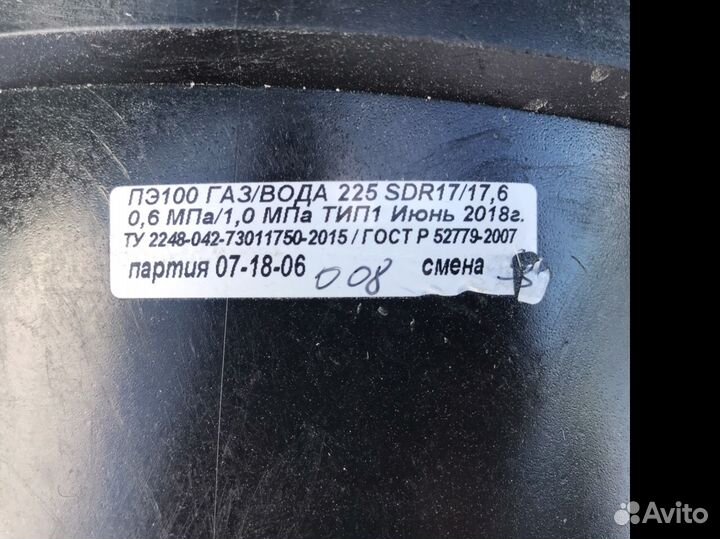 ПЭ100 ГАЗ/ВОДА 225 SDR17/17,6
0,6 МПа/1,0 МПа ТИП1 Июнь 2018г.
ТУ 2248-042-73011750-2015 / ГОСТ Р 52779-2007
партия 07-18-06 008 смена
Avito